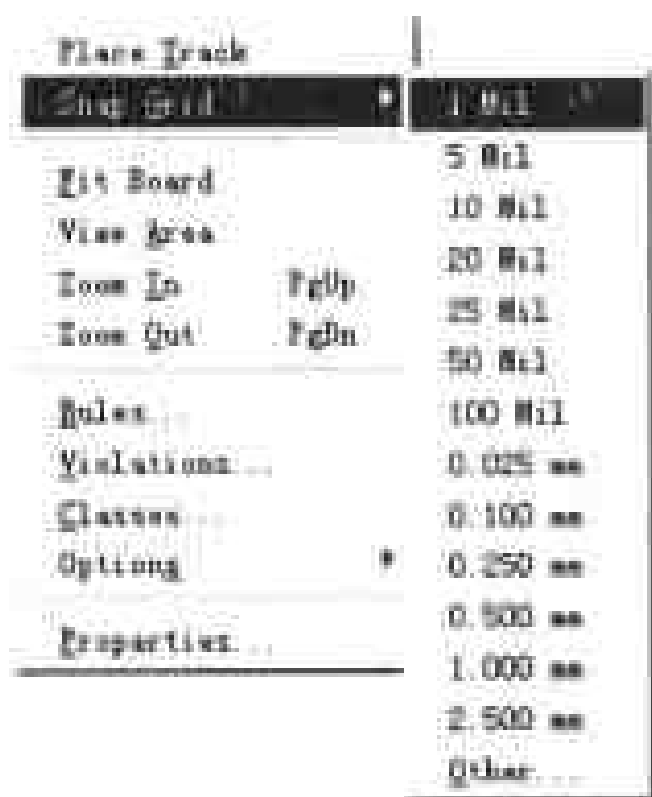 Place Track
Snap Grid
Fit Board
View Area
Zoom In PgUp
Zoom Out PgDn
Rules...
Violations...
Classes...
Options
Properties...
1 Mil
5 Mil
10 Mil
20 Mil
25 Mil
50 Mil
100 Mil
0.025 mm
0.100 mm
0.250 mm
0.500 mm
1.000 mm
2.500 mm
Other...